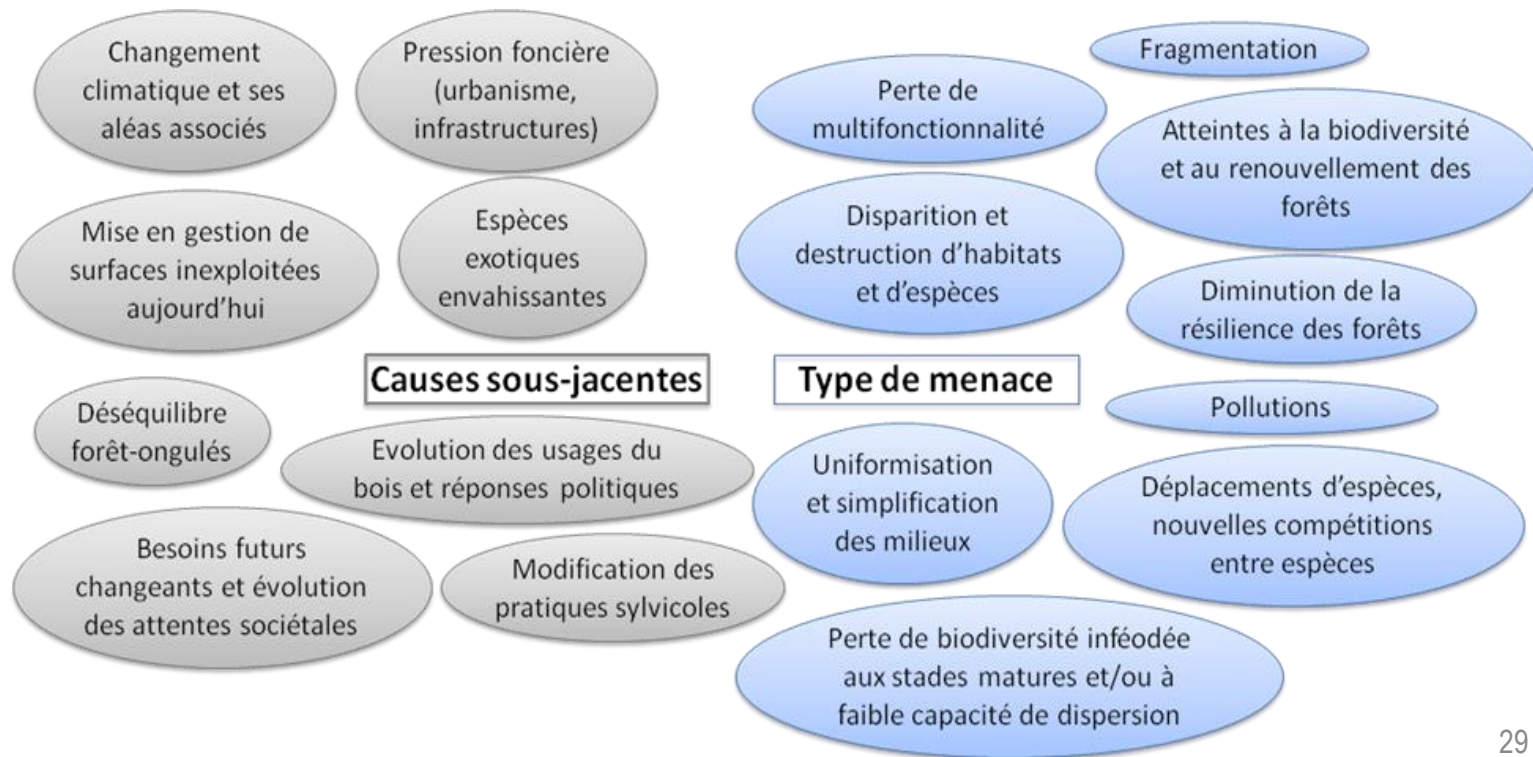 Changement
climatique et ses
aléas associés
Pression foncière
(urbanisme,
infrastructures)
Mise en gestion de
surfaces inexploitées
aujourd'hui
Espèces
exotiques
envahissantes
Causes sous-jacentes
Déséquilibre
forêt-ongulés
Evolution des usages du
bois et réponses politiques
Besoins futurs
changeants et évolution
des attentes sociétales
Modification des
pratiques sylvicoles
Fragmentation
Perte de
multifonctionnalité
Atteintes à la biodiversité
et au renouvellement des
forêts
Disparition et
destruction d'habitats
et d'espèces
Diminution de la
résilience des forêts
Type de menace
Pollutions
Uniformisation
et simplification
des milieux
Déplacements d'espèces,
nouvelles compétitions
entre espèces
Perte de biodiversité inféodée
aux stades matures et/ou à
faible capacité de dispersion
29